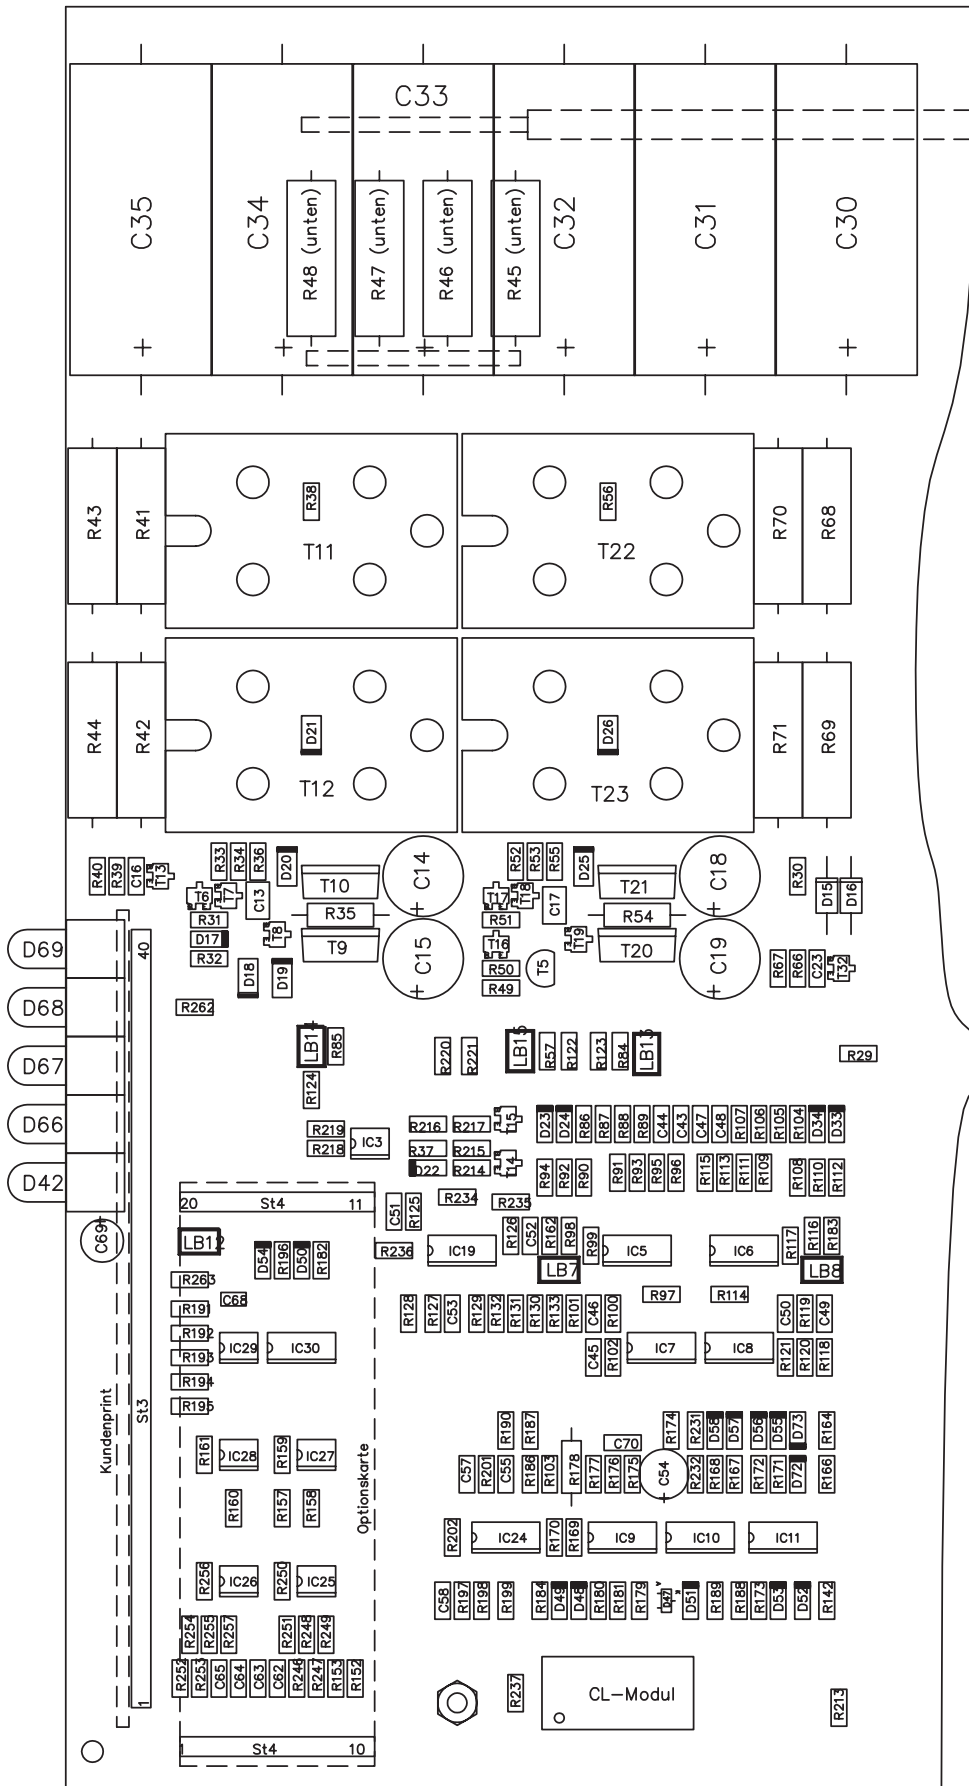 C33
C35
C34
R48 (unten)
R47 (unten)
R46 (unten)
R45 (unten)
C32
C31
C30
+ + + + + +
R43
R41
R38
T11
R56
T22
R70
R68
R44
R42
D21
T12
D26
T23
R71
R69
R40
R39
C16
T13
R33
R34
R36
D20
T10
C14
R52
R53
R55
D25
T21
C18
R30
D15
D16
T6
T7
C13
R31
R35
T17
T18
C17
R51
R54
D69
40
D17
T8
T9
C15
T16
T19
T20
C19
R32
D18
D19
R50
T5
R49
R67
R66
C23
T32
D68
R262
D67
LB14
R85
R220
R221
LB15
R57
R122
R123
R84
LB13
R29
R124
D66
R219
R218
IC3
R216
R217
T15
R37
R215
D22
R214
T14
D23
D24
R86
R87
R88
R89
C44
C43
C47
C48
R107
R106
R105
R104
D34
D33
R94
R92
R90
R91
R93
R95
R96
R115
R113
R111
R109
R108
R110
R112
D42
20
St4
11
C51
R125
R234
R235
C69
LB12
D54
R196
D50
R182
R236
IC19
R126
C52
R162
R98
R99
IC5
IC6
R117
R116
R183
LB7
LB8
R263
R191
C68
R128
R127
C53
R129
R132
R131
R130
R133
R101
C46
R100
R97
R114
C50
R119
C49
R192
R193
IC29
IC30
C45
R102
IC7
IC8
R121
R120
R118
R194
R195
Kundenprint
St3
R161
IC28
R159
IC27
Optionskarte
R190
R187
C70
R174
R231
D58
D57
D56
D55
D73
R164
C57
R201
C55
R186
R103
R178
R177
R176
R175
C54
R232
R168
R167
R172
R171
D72
R166
R160
R157
R158
R202
IC24
R170
R169
IC9
IC10
IC11
R256
IC26
R250
IC25
C58
R197
R198
R199
R184
D49
D48
R180
R181
R179
D47
D51
R189
R188
R173
D53
D52
R142
R254
R255
R257
R251
R248
R249
R252
R253
C65
C64
C63
C62
R246
R247
R153
R152
1
R237
CL-Modul
R213
1
St4
10